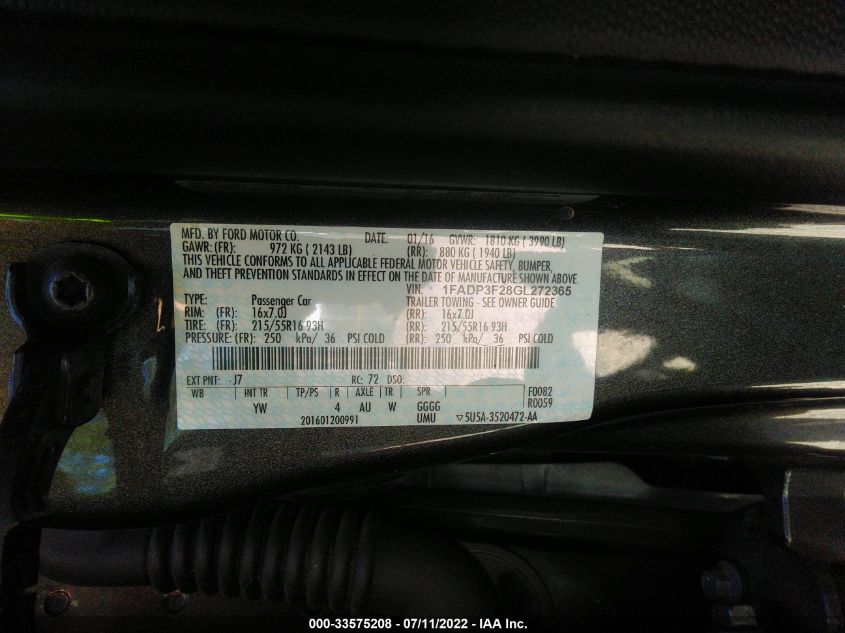 MFD. BY FORD MOTOR CO. DATE: 01/16 GVWR: 1810 KG ( 3990 LB)
GAWR: (FR): 972 KG ( 2143 LB) (RR): 880 KG ( 1940 LB)
THIS VEHICLE CONFORMS TO ALL APPLICABLE FEDERAL MOTOR VEHICLE SAFETY, BUMPER,
AND THEFT PREVENTION STANDARDS IN EFFECT ON THE DATE OF MANUFACTURE SHOWN ABOVE.
VIN: 1FADP3F28GL272365
TYPE: Passenger Car TRAILER TOWING - SEE OWNER GUIDE
RIM: (FR): 16x7.0J (RR): 16x7.0J
TIRE: (FR): 215/55R16 93H (RR): 215/55R16 93H
PRESSURE: (FR): 250 kPa/ 36 PSI COLD (RR): 250 kPa/ 36 PSI COLD
EXT PNT: J7 RC: 72 DSO:
WB INT TR TP/PS R AXLE TR SPR F0082
YW 4 AU W GGGG R0059
201601200991 UMU ▽5U5A-3520472-AA
000-33575208 - 07/11/2022 - IAA Inc.